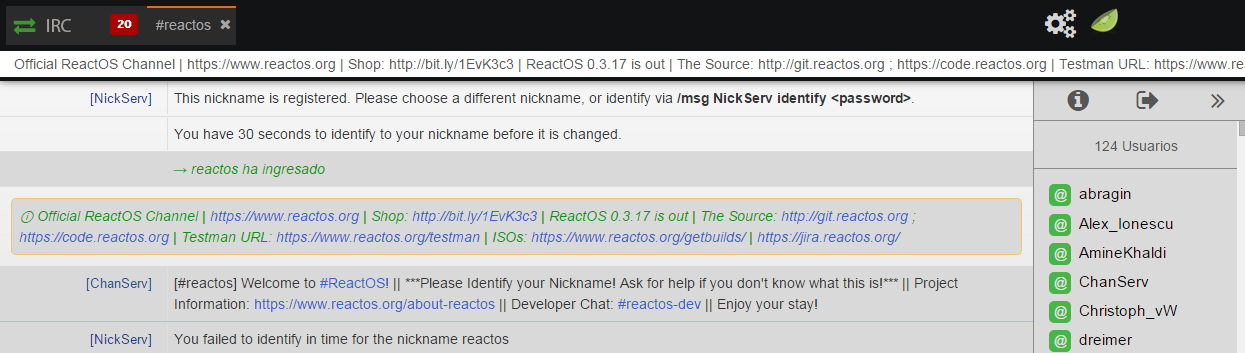 IRC 20 #reactos ×
Official ReactOS Channel | https://www.reactos.org | Shop: http://bit.ly/1EvK3c3 | ReactOS 0.3.17 is out | The Source: http://git.reactos.org ; https://code.reactos.org | Testman URL: https://www.re
[NickServ] This nickname is registered. Please choose a different nickname, or identify via /msg NickServ identify <password>.
You have 30 seconds to identify to your nickname before it is changed.
→ reactos ha ingresado
Official ReactOS Channel | https://www.reactos.org | Shop: http://bit.ly/1EvK3c3 | ReactOS 0.3.17 is out | The Source: http://git.reactos.org ;
https://code.reactos.org | Testman URL: https://www.reactos.org/testman | ISOs: https://www.reactos.org/getbuilds/ | https://jira.reactos.org/
[ChanServ] [#reactos] Welcome to #ReactOS! || ***Please Identify your Nickname! Ask for help if you don't know what this is!*** || Project
Information: https://www.reactos.org/about-reactos || Developer Chat: #reactos-dev || Enjoy your stay!
[NickServ] You failed to identify in time for the nickname reactos
124 Usuarios
@ abragin
@ Alex_Ionescu
@ AmineKhaldi
@ ChanServ
@ Christoph_vW
@ dreimer